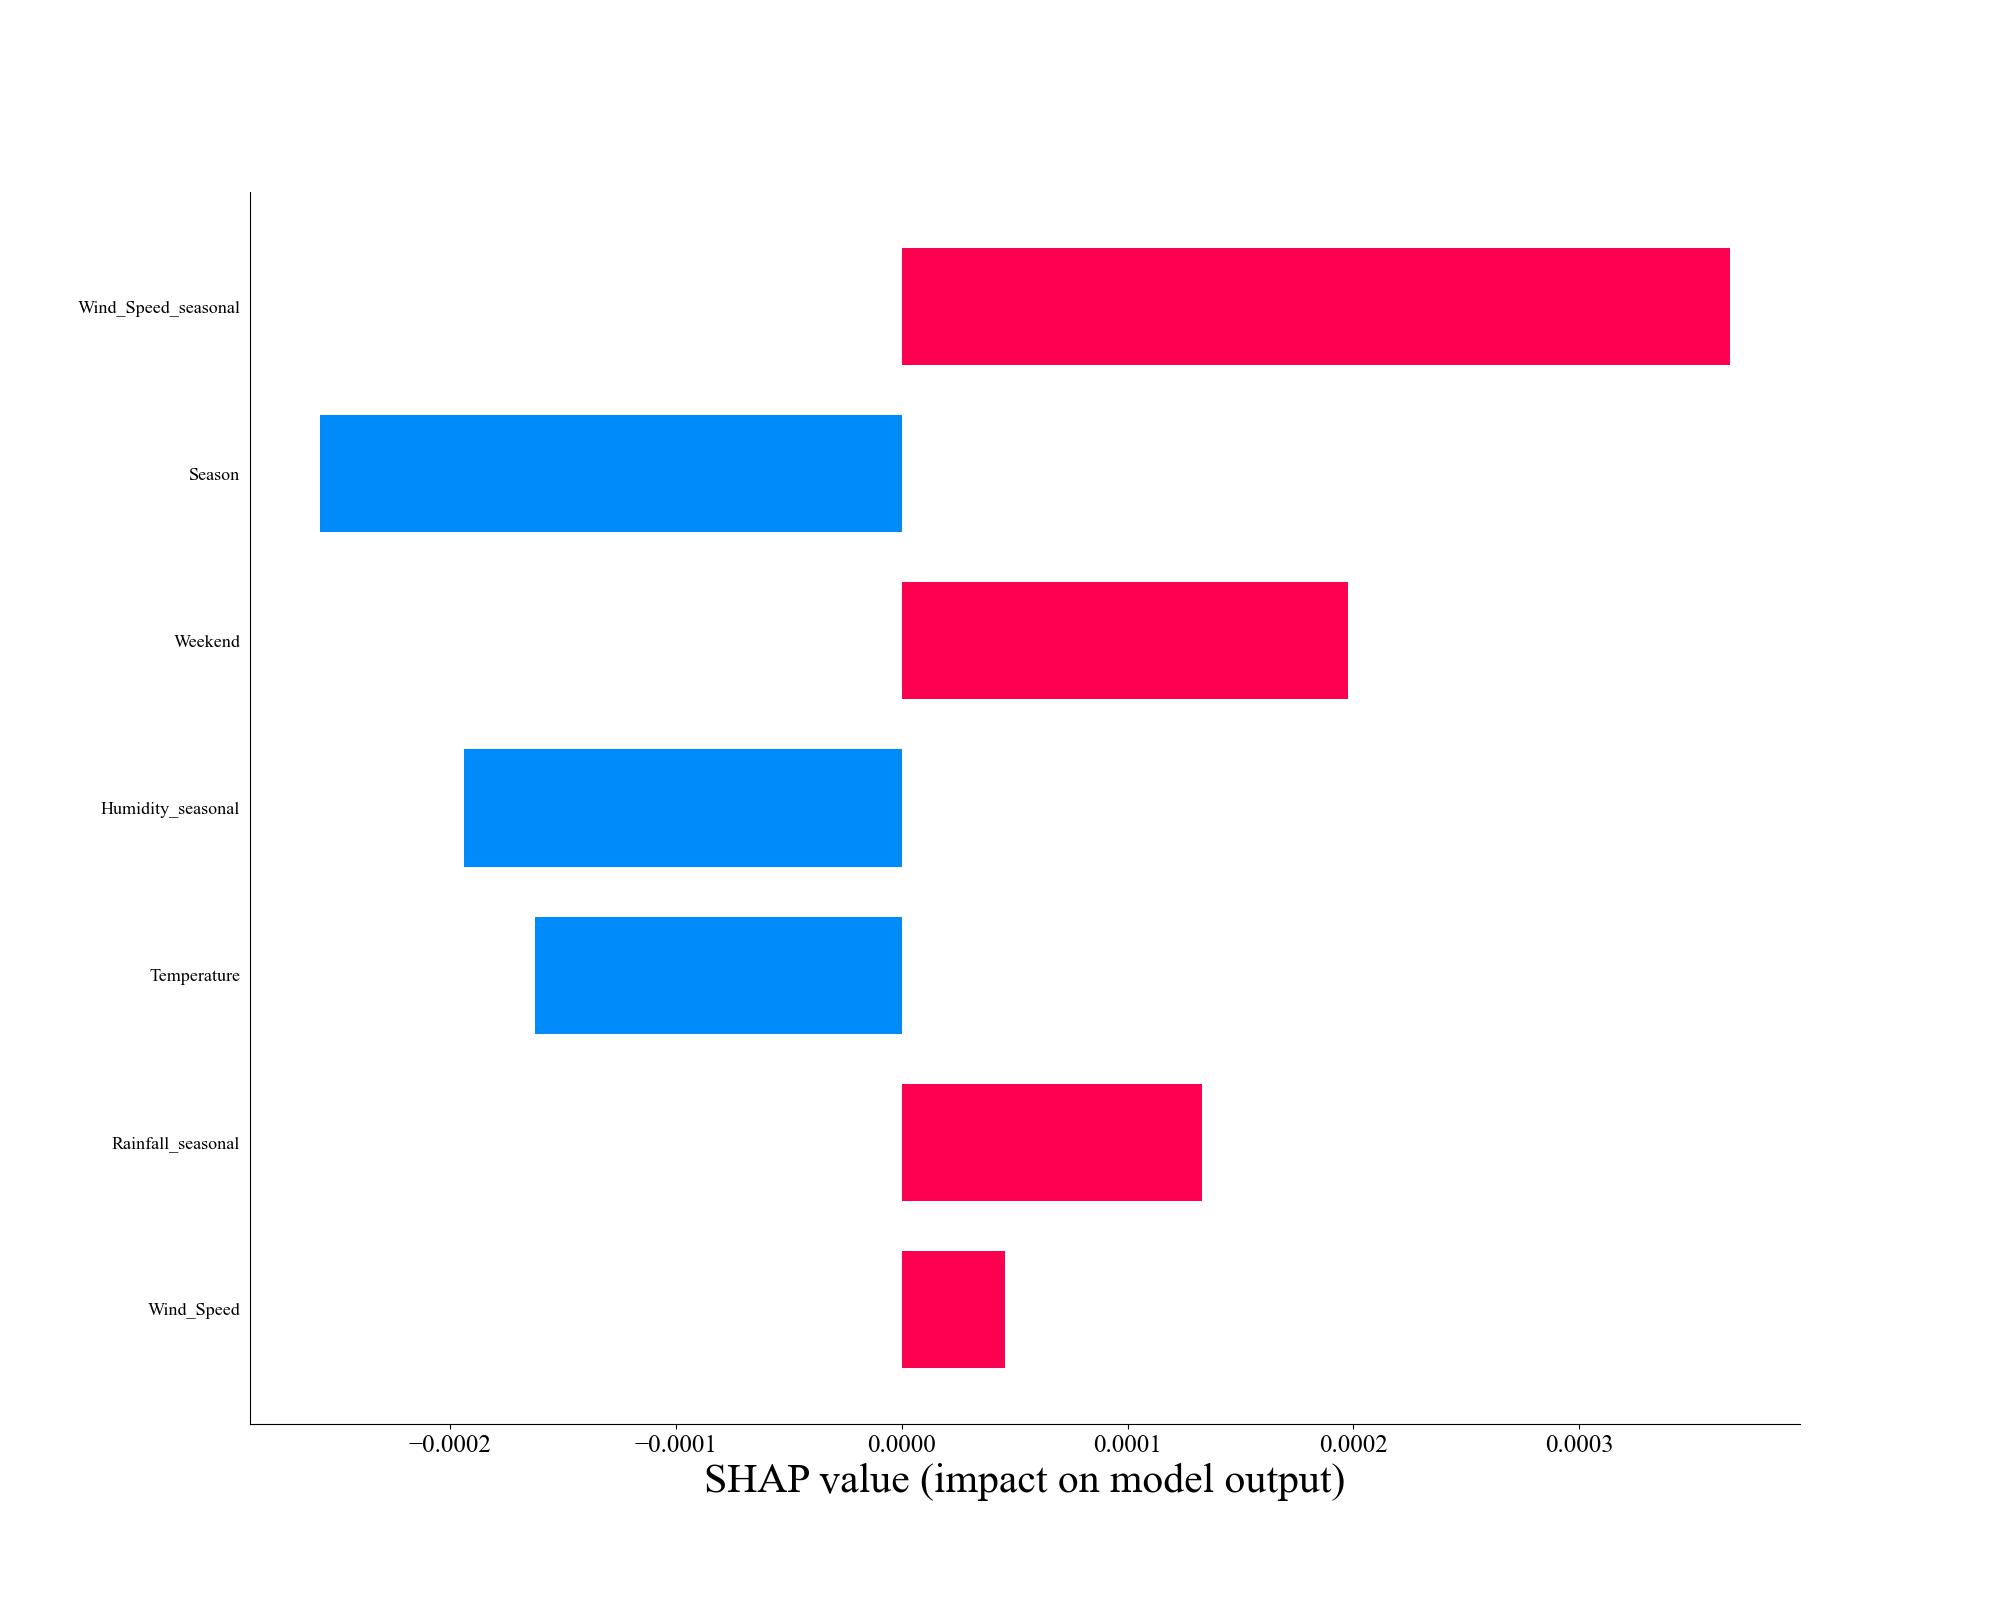 Wind_Speed_seasonal
Season
Weekend
Humidity_seasonal
Temperature
Rainfall_seasonal
Wind_Speed
−0.0002 −0.0001 0.0000 0.0001 0.0002 0.0003
SHAP value (impact on model output)